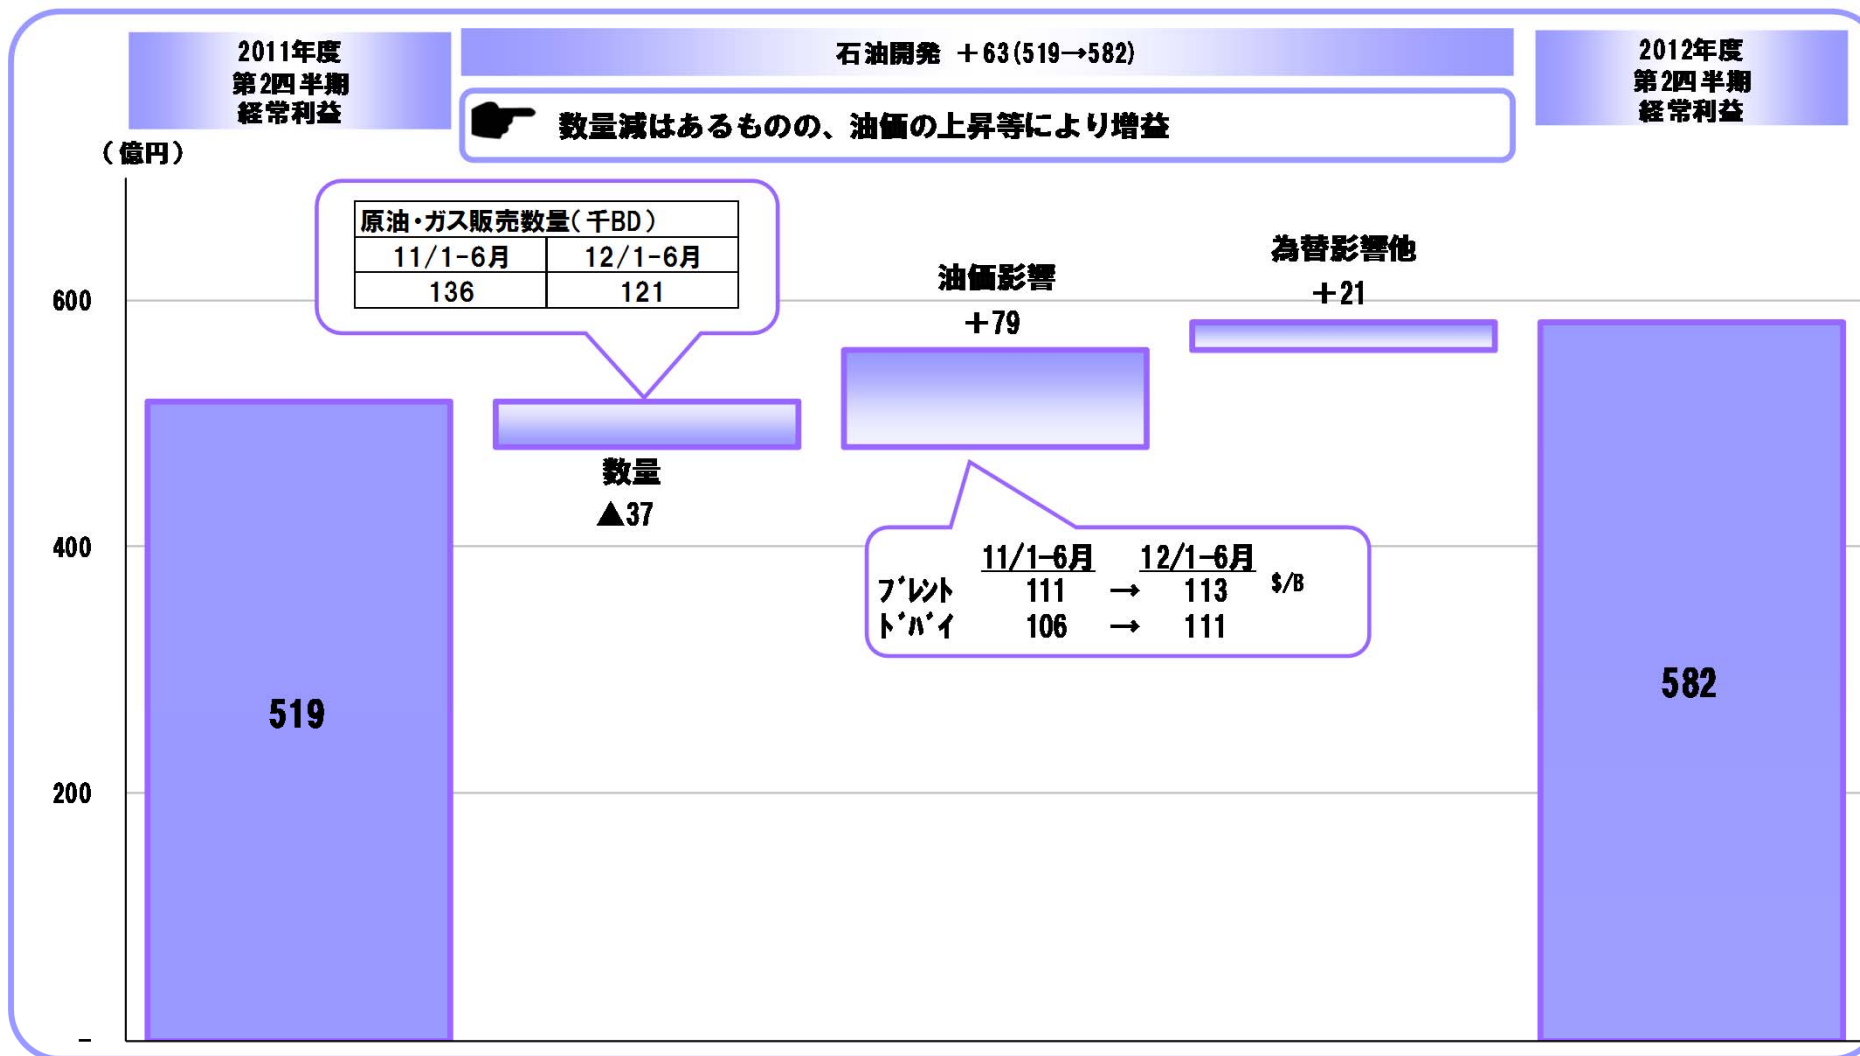 2011年度
第2四半期
経常利益
石油開発 +63(519→582)
2012年度
第2四半期
経常利益
数量減はあるものの、油価の上昇等により増益
(億円)
原油・ガス販売数量(千BD)
11/1-6月 12/1-6月
136 121
油価影響
+79
為替影響他
+21
600
数量
▲37
400
11/1-6月 12/1-6月
ブレント 111 → 113 $/B
ドバイ 106 → 111
519
582
200
-